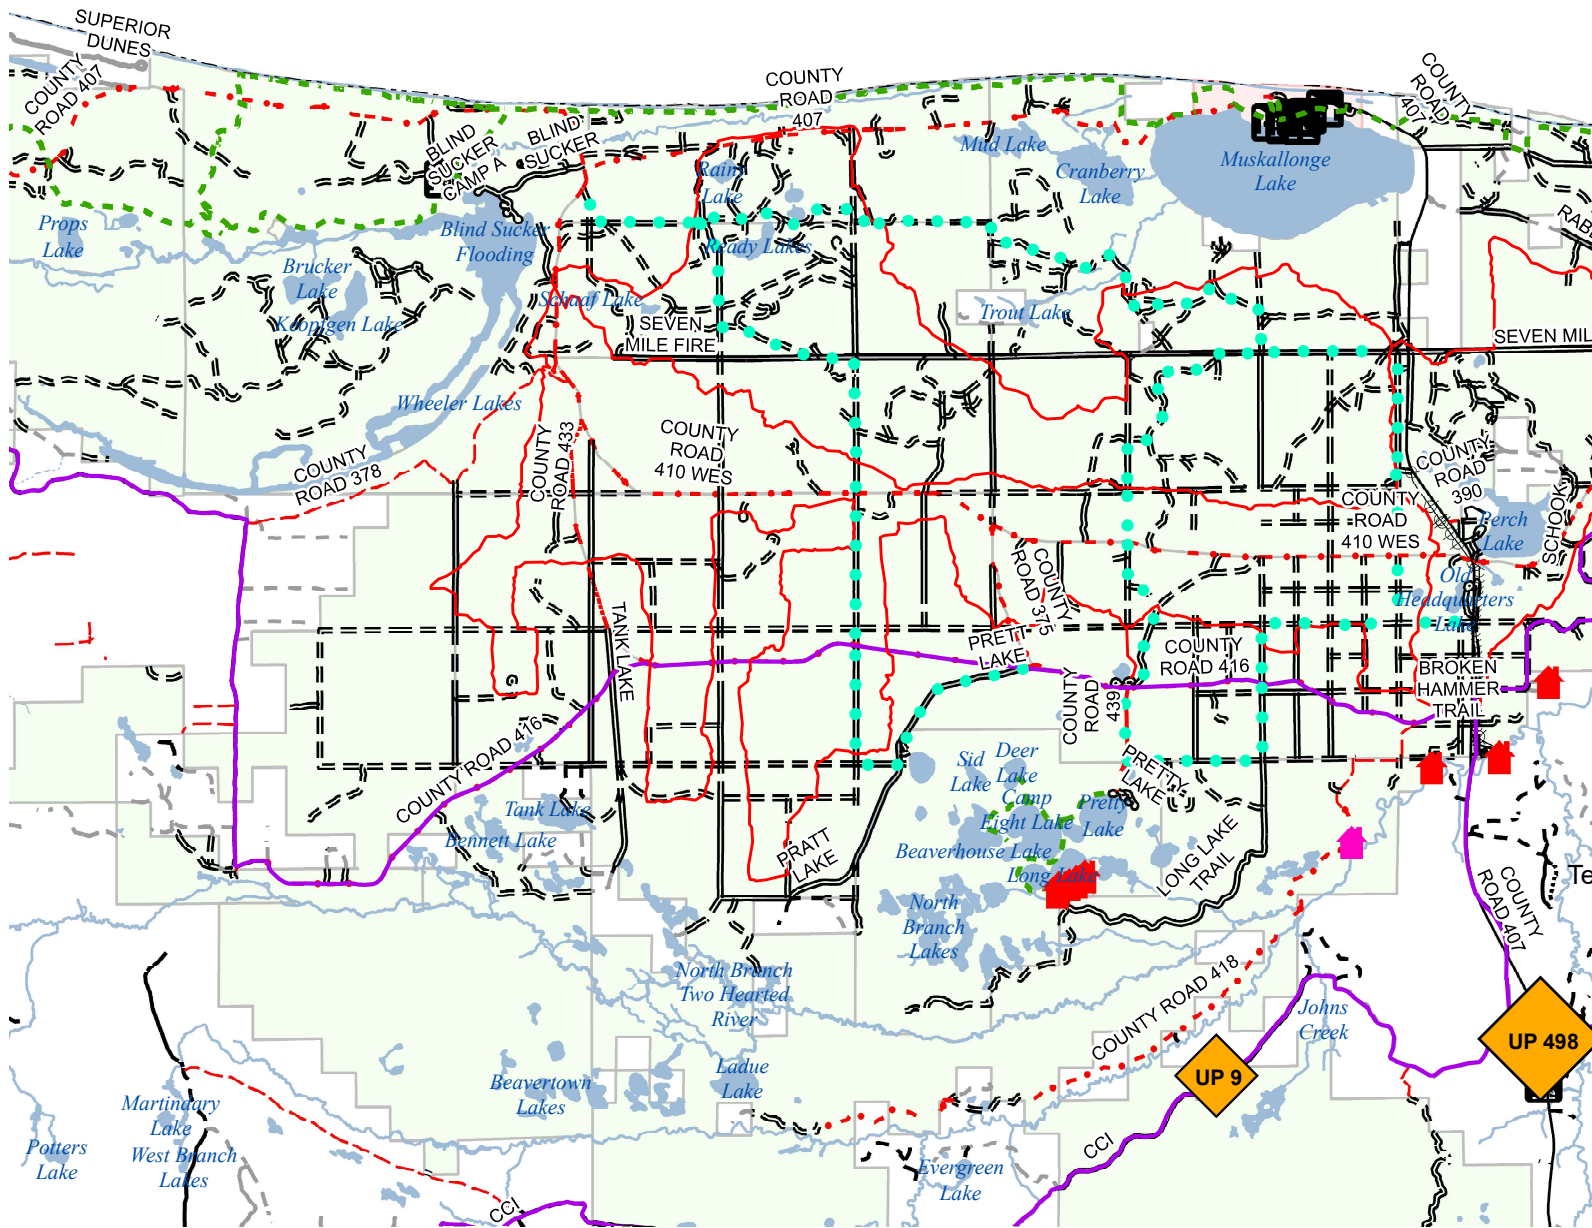 SUPERIOR
DUNES
COUNTY
ROAD 407
COUNTY
ROAD
407
COUNTY
ROAD
407
BLIND
SUCKER
CAMP A
BLIND
SUCKER
Mud Lake
Cranberry
Lake
Muskallonge
Lake
Lake
Props
Lake
Blind Sucker
Flooding
Ready Lakes
Brucker
Lake
Schaaf Lake
Keopfgen Lake
SEVEN
MILE FIRE
Trout Lake
SEVEN MIL
Wheeler Lakes
COUNTY
ROAD 378
COUNTY
ROAD 433
COUNTY
ROAD
410 WES
COUNTY
ROAD
390
COUNTY
ROAD
410 WES
Perch
Lake
SCHOOK
COUNTY
ROAD 375
Old
Headquarters
Lake
TANK LAKE
PRETT
LAKE
COUNTY
ROAD 416
BROKEN
HAMMER
TRAIL
COUNTY
ROAD
439
COUNTY ROAD 416
Sid
Lake
Deer
Lake
PRETTY
LAKE
Camp
Eight Lake
Pretty
Lake
Tank Lake
Bennett Lake
Beaverhouse Lake
Long Lake
PRATT
LAKE
LONG LAKE
TRAIL
Te
COUNTY
ROAD 407
North
Branch
Lakes
North Branch
Two Hearted
River
COUNTY ROAD 418
Johns
Creek
UP 498
UP 9
Ladue
Lake
Beavertown
Lakes
Martindary
Lake
West Branch
Lakes
Potters
Lake
Evergreen
Lake
CCI
CCI